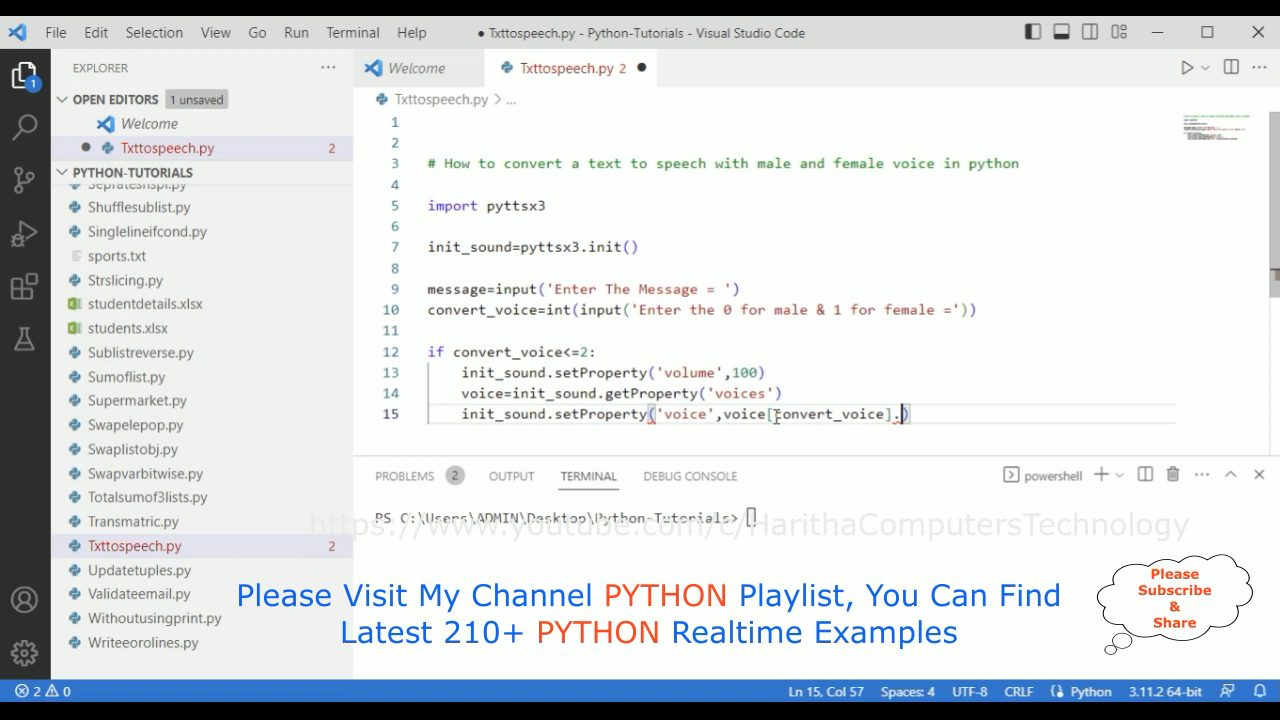 File Edit Selection View Go Run Terminal Help ● Txttospeech.py - Python-Tutorials - Visual Studio Code
EXPLORER
Welcome
Txttospeech.py 2
OPEN EDITORS 1 unsaved
Txttospeech.py > ...
Welcome
Txttospeech.py 2
PYTHON-TUTORIALS
Sepratedshpi.py
Shufflesublist.py
Singlelineifcond.py
sports.txt
Strslicing.py
studentdetails.xlsx
students.xlsx
Sublistreverse.py
Sumoflist.py
Supermarket.py
Swapelepop.py
Swaplistobj.py
Swapvarbitwise.py
Totalsumof3lists.py
Transmatric.py
Txttospeech.py 2
Updatetuples.py
Validateemail.py
Withoutusingprint.py
Writeeorolines.py
1
2
3 # How to convert a text to speech with male and female voice in python
4
5 import pyttsx3
6
7 init_sound=pyttsx3.init()
8
9 message=input('Enter The Message = ')
10 convert_voice=int(input('Enter the 0 for male & 1 for female ='))
11
12 if convert_voice<=2:
13 init_sound.setProperty('volume',100)
14 voice=init_sound.getProperty('voices')
15 init_sound.setProperty('voice',voice[convert_voice].)
PROBLEMS 2 OUTPUT TERMINAL DEBUG CONSOLE powershell
PS C:\Users\ADMIN\Desktop\Python-Tutorials>
https://www.youtube.com/c/HarithaComputersTechnology
Please Visit My Channel PYTHON Playlist, You Can Find
Latest 210+ PYTHON Realtime Examples
Please
Subscribe
&
Share
1
2 0 Ln 15, Col 57 Spaces: 4 UTF-8 CRLF Python 3.11.2 64-bit